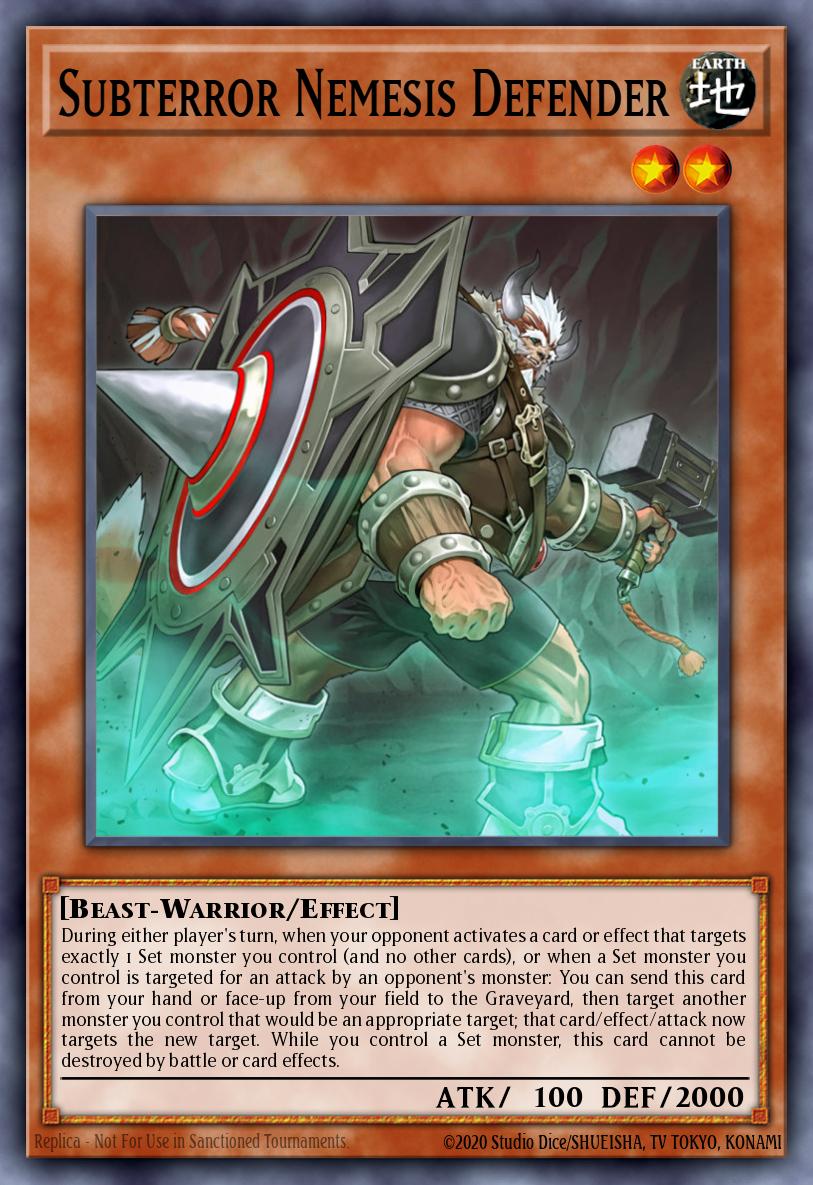 Subterror Nemesis Defender
EARTH
地
[Beast-Warrior/Effect]
During either player's turn, when your opponent activates a card or effect that targets
exactly 1 Set monster you control (and no other cards), or when a Set monster you
control is targeted for an attack by an opponent's monster: You can send this card
from your hand or face-up from your field to the Graveyard, then target another
monster you control that would be an appropriate target; that card/effect/attack now
targets the new target. While you control a Set monster, this card cannot be
destroyed by battle or card effects.
ATK/ 100 DEF/2000
Replica - Not For Use in Sanctioned Tournaments.
©2020 Studio Dice/SHUEISHA, TV TOKYO, KONAMI